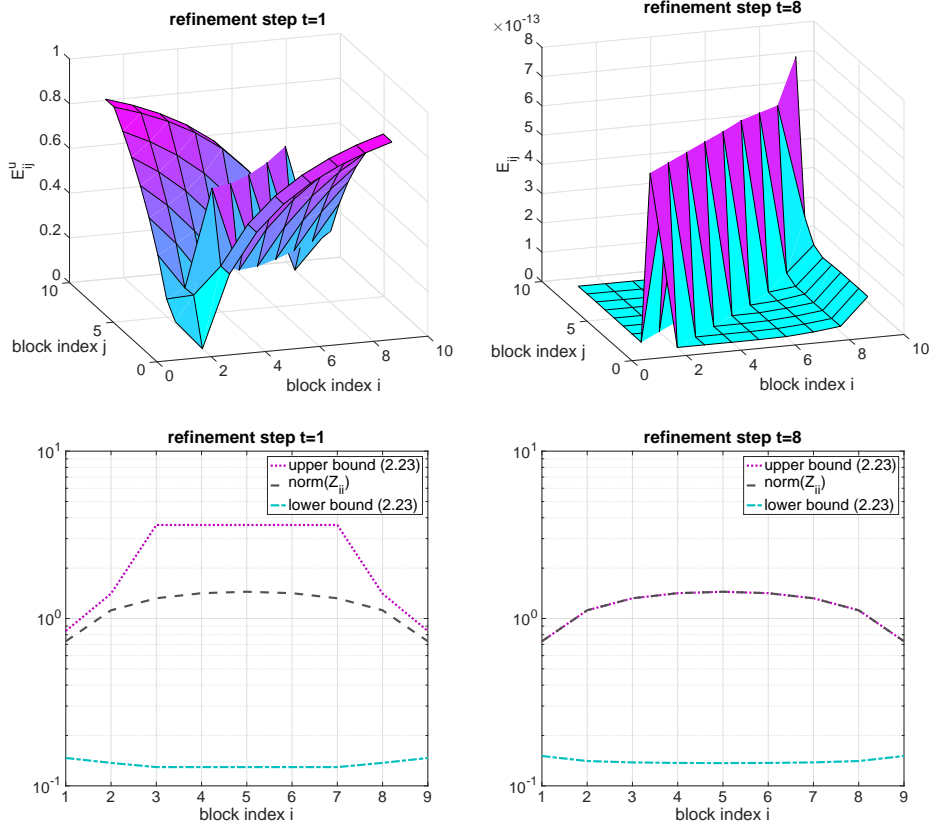 refinement step t=1
1
0.8
0.6
0.4
0.2
0
E^u_ij
10
5
0
block index j
0
2
4
6
8
10
block index i
refinement step t=8
×10^-13
8
7
6
5
4
3
2
1
0
E_ij
10
5
0
block index j
0
2
4
6
8
10
block index i
refinement step t=1
10^1
10^0
10^-1
upper bound (2.23)
norm(Z_ii)
lower bound (2.23)
1 2 3 4 5 6 7 8 9
block index i
refinement step t=8
10^1
10^0
10^-1
upper bound (2.23)
norm(Z_ii)
lower bound (2.23)
1 2 3 4 5 6 7 8 9
block index i